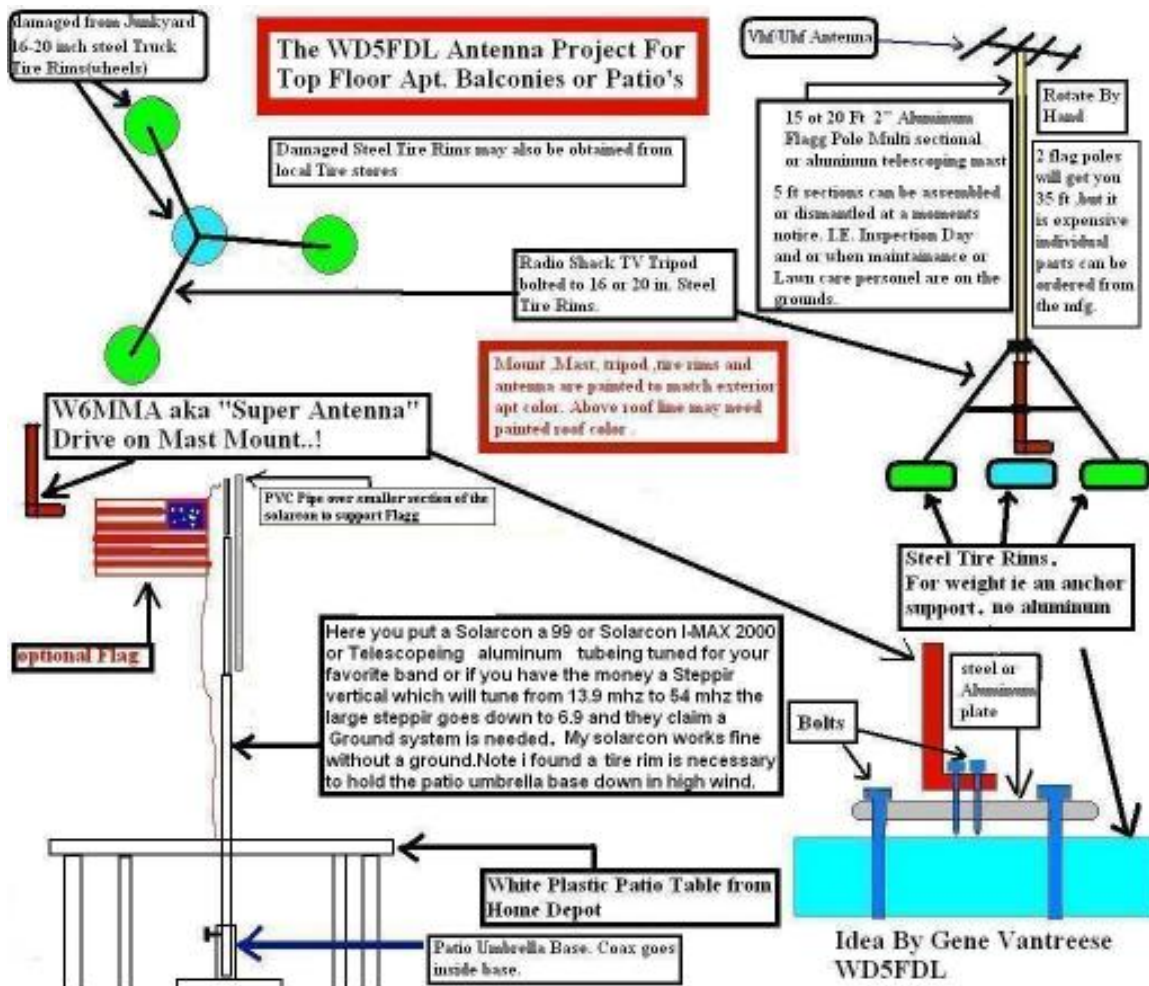 damaged from Junkyard
16-20 inch steel Truck
Tire Rims(wheels)
The WD5FDL Antenna Project For
Top Floor Apt. Balconies or Patio's
Vhf/Uhf Antenna
Damaged Steel Tire Rims may also be obtained from
local Tire stores
15 ot 20 Ft 2" Aluminum
Flagg Pole Multi sectional
or aluminun telescoping mast
5 ft sections can be assembled
or dismantled at a moments
notice. I.E. Inspection Day
and or when maintainance or
Lawn care personel are on the
grounds.
Rotate By
Hand
2 flag poles
will get you
35 ft ,but it
is expensive
individual
parts can be
ordered from
the mfg.
Radio Shack TV Tripod
bolted to 16 or 20 in. Steel
Tire Rims.
Mount ,Mast, tripod ,tire rims and
antenna are painted to match exterior
apt color. Above roof line may need
painted roof color .
W6MMA aka "Super Antenna"
Drive on Mast Mount..!
PVC Pipe over smaller section of the
solarcon to support Flagg
Steel Tire Rims.
For weight ie an anchor
support. no aluminum
optional Flag
Here you put a Solarcon a 99 or Solarcon I-MAX 2000
or Telescopeing aluminum tubeing tuned for your
favorite band or if you have the money a Steppir
vertical which will tune from 13.9 mhz to 54 mhz the
large steppir goes down to 6.9 and they claim a
Ground system is needed. My solarcon works fine
without a ground.Note i found a tire rim is necessary
to hold the patio umbrella base down in high wind.
steel or
Aluminum
plate
Bolts
White Plastic Patio Table from
Home Depot
Patio Umbrella Base. Coax goes
inside base.
Idea By Gene Vantreese
WD5FDL